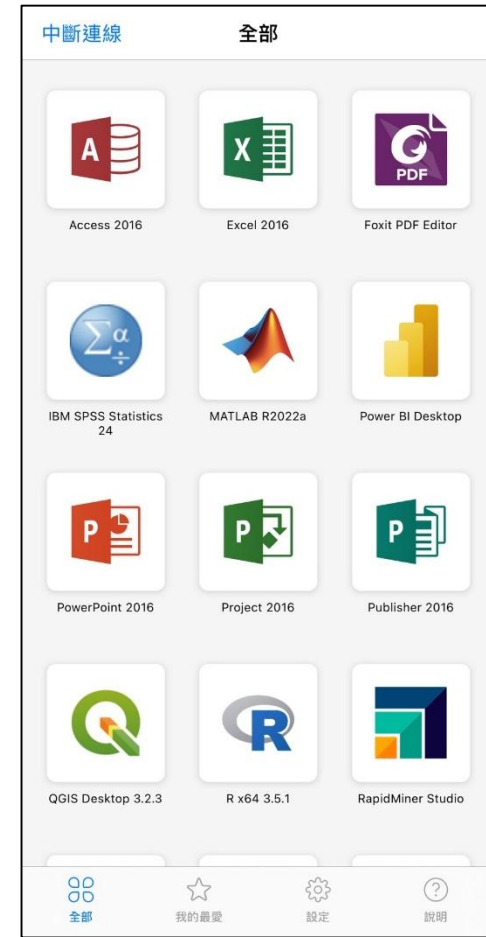 中斷連線 全部
A X G PDF
Access 2016 Excel 2016 Foxit PDF Editor
Σα÷
IBM SPSS Statistics 24 MATLAB R2022a Power BI Desktop
P P P
PowerPoint 2016 Project 2016 Publisher 2016
R
QGIS Desktop 3.2.3 R x64 3.5.1 RapidMiner Studio
全部 我的最愛 設定 說明